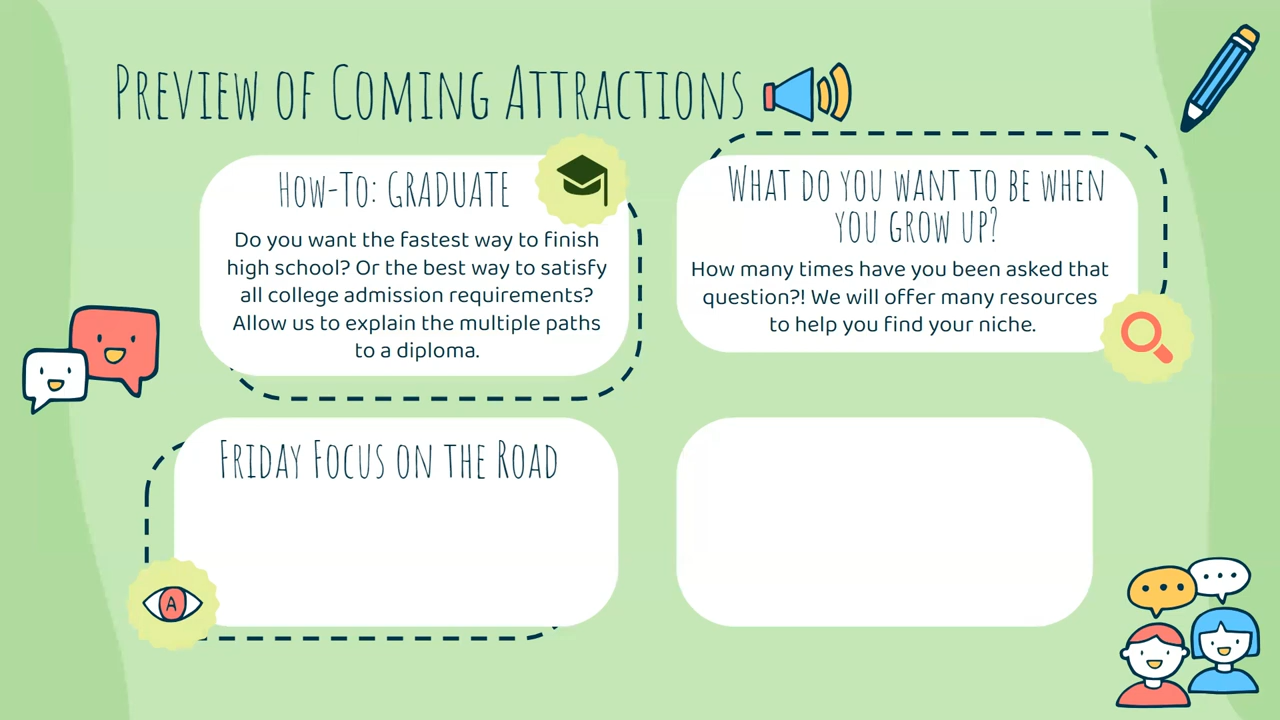 Preview of Coming Attractions
How-To: GRADUATE
Do you want the fastest way to finish
high school? Or the best way to satisfy
all college admission requirements?
Allow us to explain the multiple paths
to a diploma.
What do you want to be when
you grow up?
How many times have you been asked that
question?! We will offer many resources
to help you find your niche.
Friday Focus on the Road
A